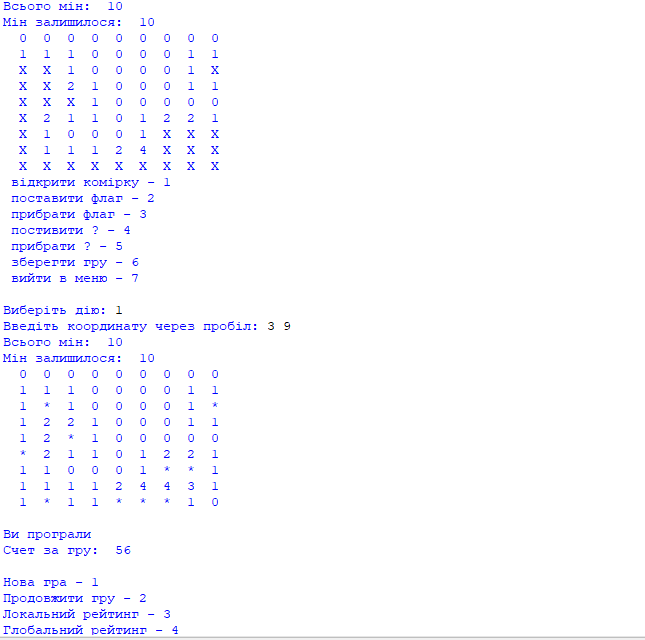 Всього мін:  10
Мін залишилося:  10
0 0 0 0 0 0 0 0 0
1 1 1 0 0 0 0 1 1
X X 1 0 0 0 0 1 X
X X 2 1 0 0 0 1 1
X X X 1 0 0 0 0 0
X 2 1 1 0 1 2 2 1
X 1 0 0 0 1 X X X
X 1 1 1 2 4 X X X
X X X X X X X X X
відкрити комірку - 1
поставити флаг - 2
прибрати флаг - 3
постивити ? - 4
прибрати ? - 5
зберегти гру - 6
вийти в меню - 7
Виберіть дію: 1
Введіть координату через пробіл: 3 9
Всього мін:  10
Мін залишилося:  10
0 0 0 0 0 0 0 0 0
1 1 1 0 0 0 0 1 1
1 * 1 0 0 0 0 1 *
1 2 2 1 0 0 0 1 1
1 2 * 1 0 0 0 0 0
* 2 1 1 0 1 2 2 1
1 1 0 0 0 1 * * 1
1 1 1 1 2 4 4 3 1
1 * 1 1 * * * 1 0
Ви програли
Счет за гру:  56
Нова гра - 1
Продовжити гру - 2
Локальний рейтинг - 3
Глобальний рейтинг - 4